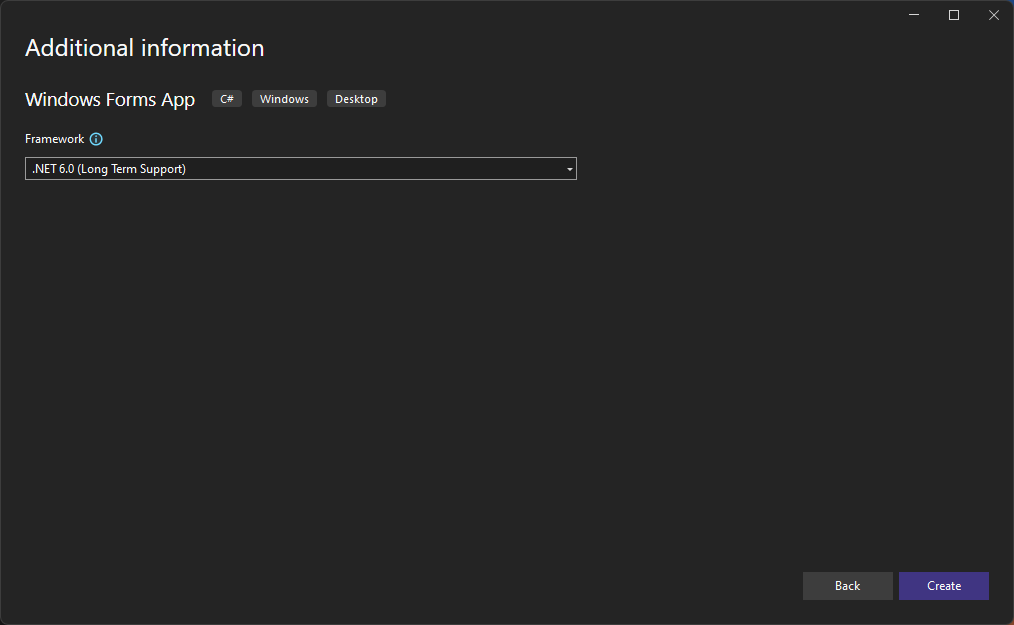 Additional information
Windows Forms App C# Windows Desktop
Framework
.NET 6.0 (Long Term Support)
Back Create